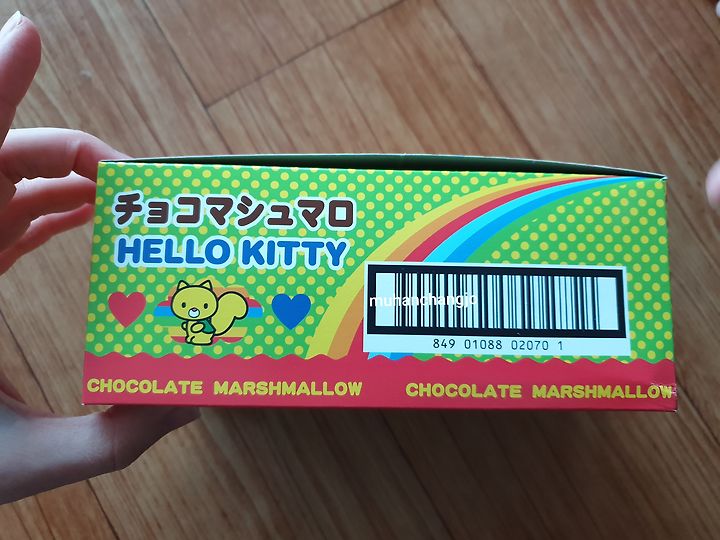 チョコマシュマロ
HELLO KITTY
munanchangjo
849 01088 02070 1
CHOCOLATE MARSHMALLOW
CHOCOLATE MARSHMALLOW